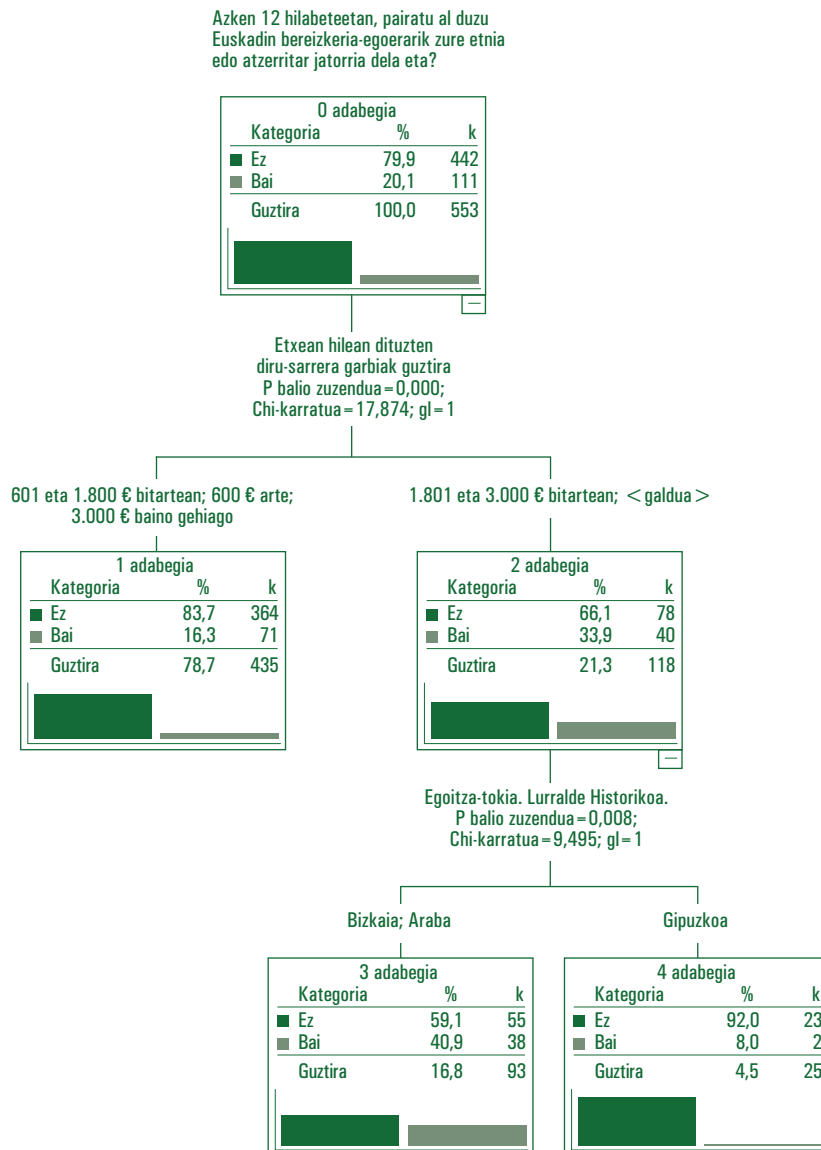 Azken 12 hilabeteetan, pairatu al duzu
Euskadin bereizkeria-egoerarik zure etnia
edo atzerritar jatorria dela eta?
0 adabegia
Kategoria % k
Ez 79,9 442
Bai 20,1 111
Guztira 100,0 553
Etxean hilean dituzten
diru-sarrera garbiak guztira
P balio zuzendua=0,000;
Chi-karratua=17,874; gl=1
601 eta 1.800 € bitartean; 600 € arte;
3.000 € baino gehiago
1 adabegia
Kategoria % k
Ez 83,7 364
Bai 16,3 71
Guztira 78,7 435
1.801 eta 3.000 € bitartean; <galdua>
2 adabegia
Kategoria % k
Ez 66,1 78
Bai 33,9 40
Guztira 21,3 118
Egoitza-tokia. Lurralde Historikoa.
P balio zuzendua=0,008;
Chi-karratua=9,495; gl=1
Bizkaia; Araba
3 adabegia
Kategoria % k
Ez 59,1 55
Bai 40,9 38
Guztira 16,8 93
Gipuzkoa
4 adabegia
Kategoria % k
Ez 92,0 23
Bai 8,0 2
Guztira 4,5 25